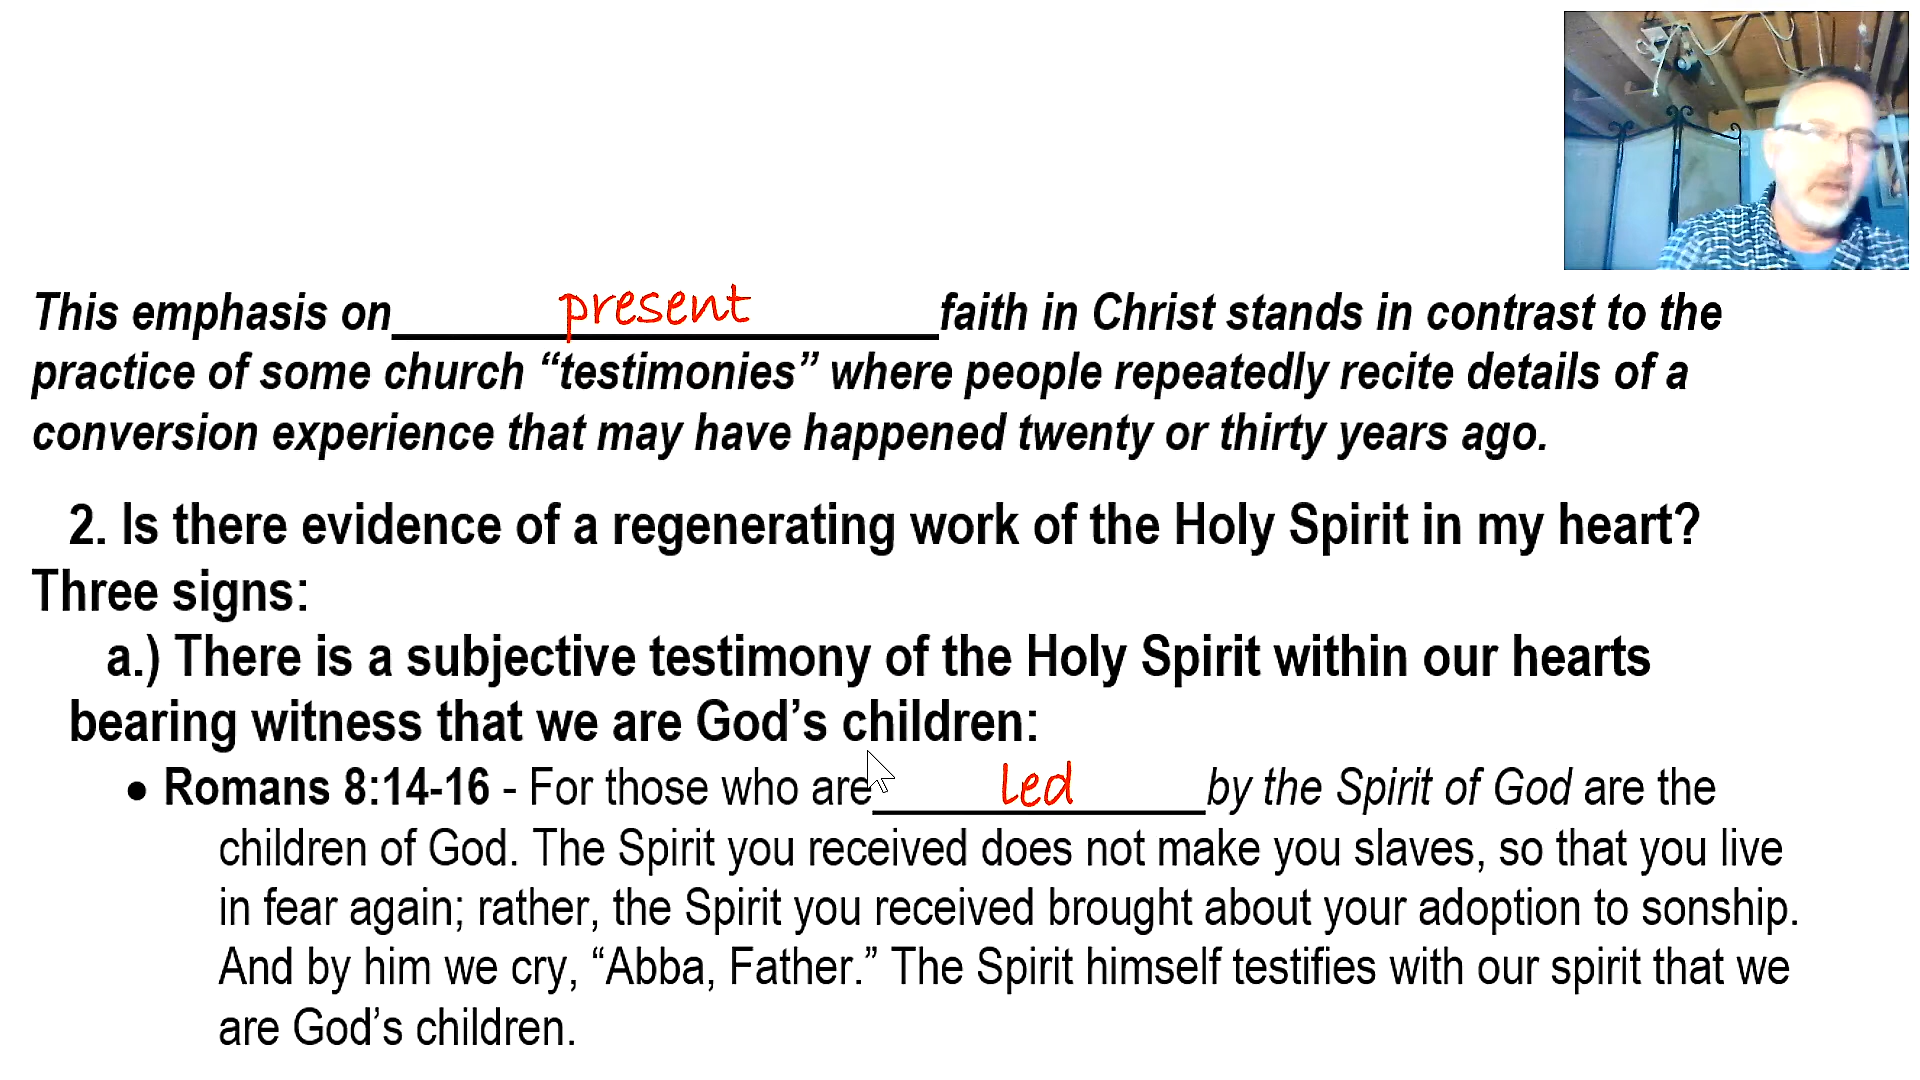 This emphasis on present faith in Christ stands in contrast to the
practice of some church “testimonies” where people repeatedly recite details of a
conversion experience that may have happened twenty or thirty years ago.
2. Is there evidence of a regenerating work of the Holy Spirit in my heart?
Three signs:
a.) There is a subjective testimony of the Holy Spirit within our hearts
bearing witness that we are God’s children:
● Romans 8:14-16 - For those who are led by the Spirit of God are the
children of God. The Spirit you received does not make you slaves, so that you live
in fear again; rather, the Spirit you received brought about your adoption to sonship.
And by him we cry, “Abba, Father.” The Spirit himself testifies with our spirit that we
are God’s children.